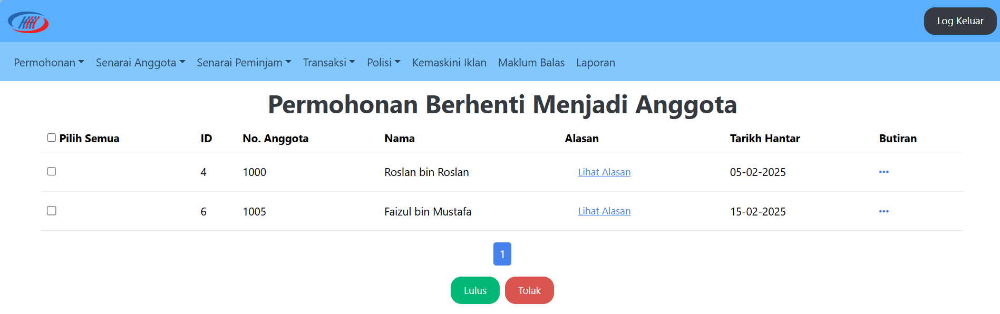 Log Keluar
Permohonan Senarai Anggota Senarai Peminjam Transaksi Polisi Kemaskini Iklan Maklum Balas Laporan
Permohonan Berhenti Menjadi Anggota
Pilih Semua ID No. Anggota Nama Alasan Tarikh Hantar Butiran
4 1000 Roslan bin Roslan Lihat Alasan 05-02-2025 •••
6 1005 Faizul bin Mustafa Lihat Alasan 15-02-2025 •••
1
Lulus Tolak